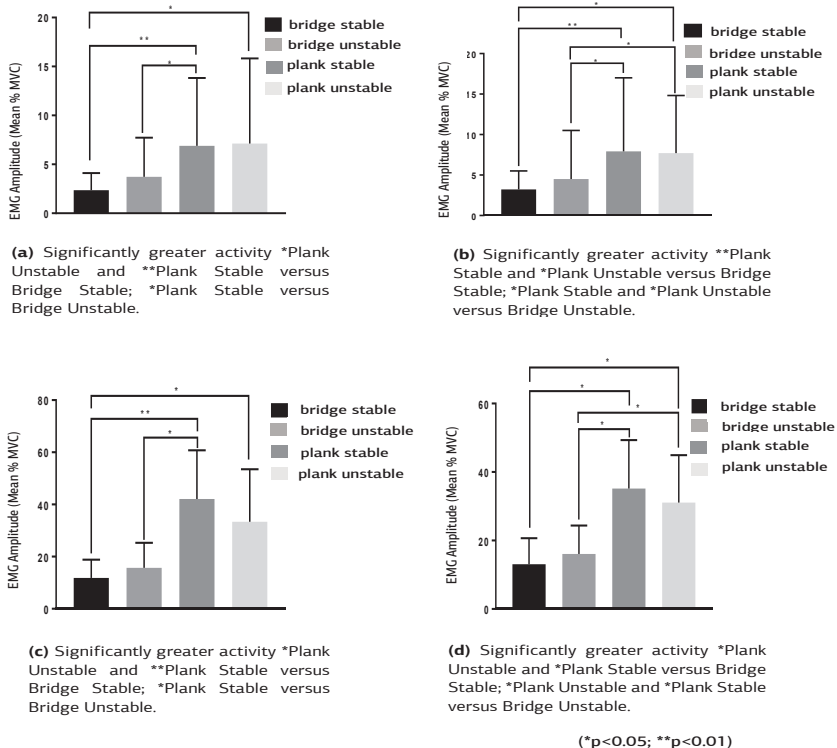 EMG Amplitude (Mean % MVC)
20
15
10
5
0
*
**
*
bridge stable
bridge unstable
plank stable
plank unstable
(a) Significantly greater activity *Plank
Unstable and **Plank Stable versus
Bridge Stable; *Plank Stable versus
Bridge Unstable.
EMG Amplitude (Mean % MVC)
20
15
10
5
0
*
**
*
*
bridge stable
bridge unstable
plank stable
plank unstable
(b) Significantly greater activity **Plank
Stable and *Plank Unstable versus Bridge
Stable; *Plank Stable and *Plank Unstable
versus Bridge Unstable.
EMG Amplitude (Mean % MVC)
80
60
40
20
0
*
**
*
bridge stable
bridge unstable
plank stable
plank unstable
(c) Significantly greater activity *Plank
Unstable and **Plank Stable versus
Bridge Stable; *Plank Stable versus
Bridge Unstable.
EMG Amplitude (Mean % MVC)
60
40
20
0
*
*
*
*
bridge stable
bridge unstable
plank stable
plank unstable
(d) Significantly greater activity *Plank
Unstable and *Plank Stable versus Bridge
Stable; *Plank Unstable and *Plank Stable
versus Bridge Unstable.
(*p<0.05; **p<0.01)